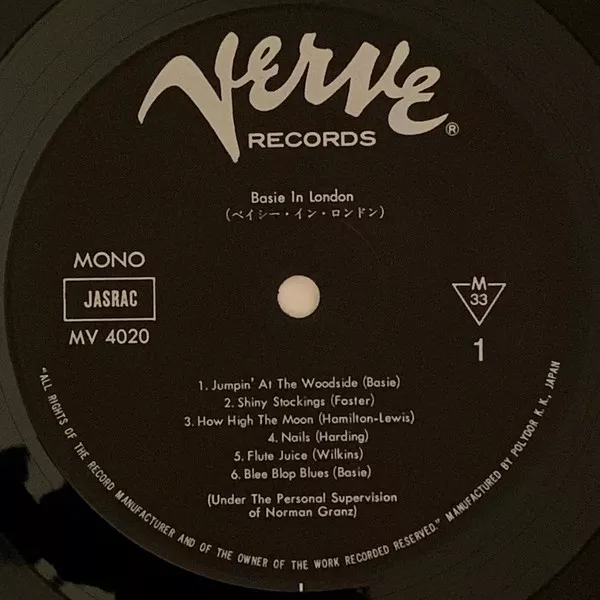 Verve®
RECORDS
Basie In London
(ベイシー・イン・ロンドン)
MONO
JASRAC
MV 4020
M
33
1
1. Jumpin' At The Woodside (Basie)
2. Shiny Stockings (Foster)
3. How High The Moon (Hamilton-Lewis)
4. Nails (Harding)
5. Flute Juice (Wilkins)
6. Blee Blop Blues (Basie)
(Under The Personal Supervision
of Norman Granz)
"ALL RIGHTS OF THE RECORD MANUFACTURER AND OF THE OWNER OF THE WORK RECORDED RESERVED." MANUFACTURED BY POLYDOR K.K., JAPAN